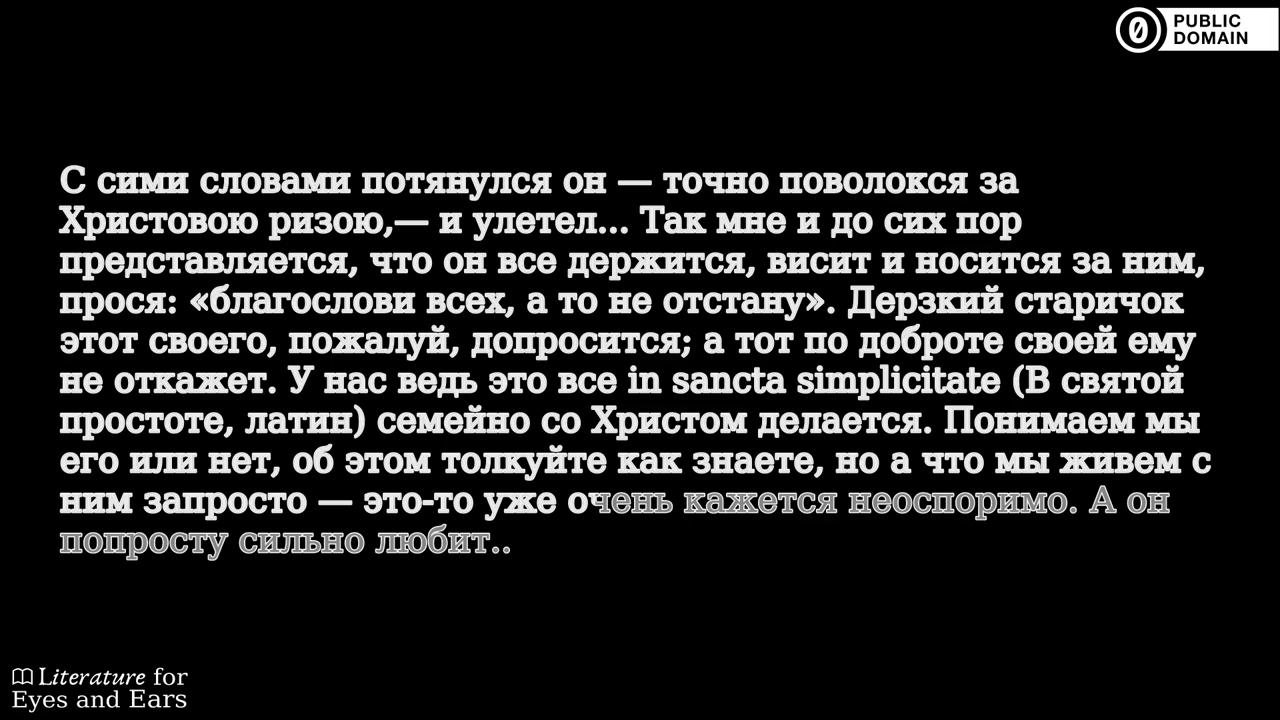 PUBLIC
DOMAIN
С сими словами потянулся он — точно поволокся за
Христовою ризою,— и улетел... Так мне и до сих пор
представляется, что он все держится, висит и носится за ним,
прося: «благослови всех, а то не отстану». Дерзкий старичок
этот своего, пожалуй, допросится; а тот по доброте своей ему
не откажет. У нас ведь это все in sancta simplicitate (В святой
простоте, латин) семейно со Христом делается. Понимаем мы
его или нет, об этом толкуйте как знаете, но а что мы живем с
ним запросто — это-то уже очень кажется неоспоримо. А он
попросту сильно любит..
Literature for
Eyes and Ears